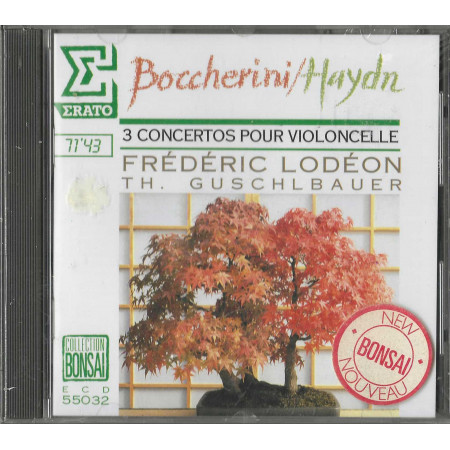 Σ
ERATO
71'43
Boccherini/Haydn
3 CONCERTOS POUR VIOLONCELLE
FRÉDÉRIC LODÉON
TH. GUSCHLBAUER
COLLECTION
BONSAI
ECD
55032
NEW
BONSAI
NOUVEAU